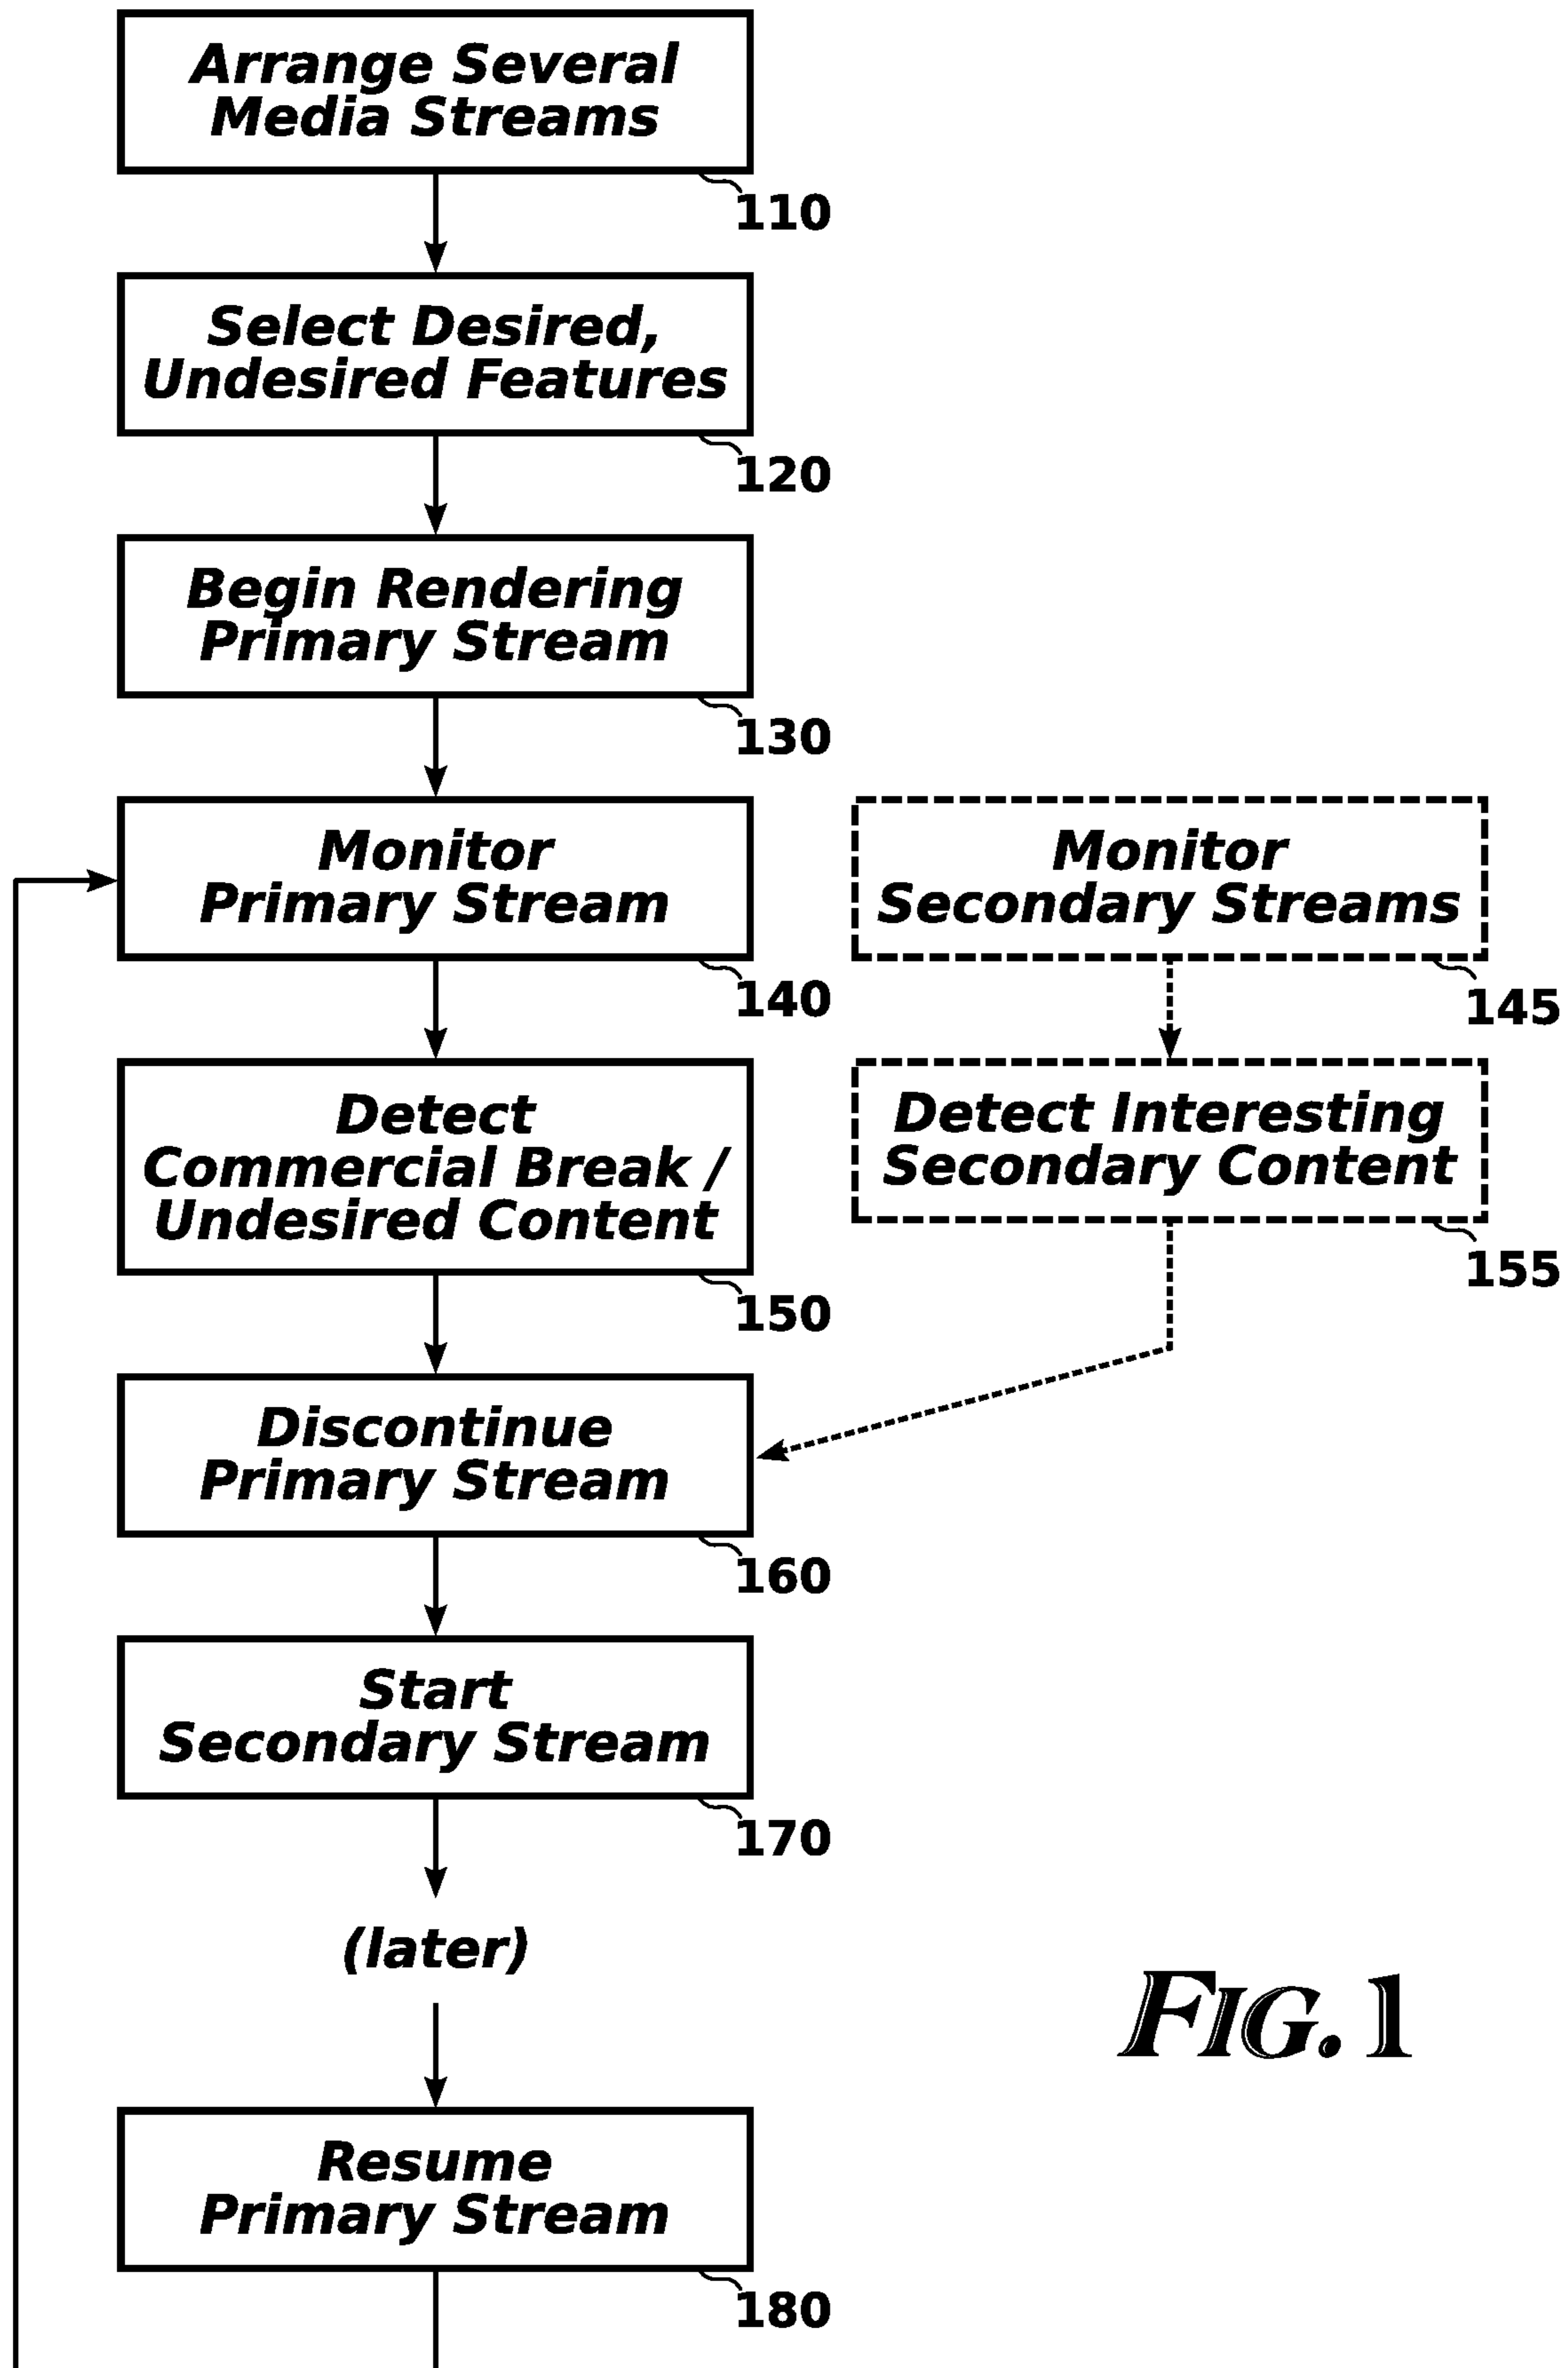 Arrange Several
Media Streams
110
Select Desired,
Undesired Features
120
Begin Rendering
Primary Stream
130
Monitor
Primary Stream
140
Monitor
Secondary Streams
145
Detect
Commercial Break /
Undesired Content
150
Detect Interesting
Secondary Content
155
Discontinue
Primary Stream
160
Start
Secondary Stream
170
(later)
Resume
Primary Stream
180
FIG. 1